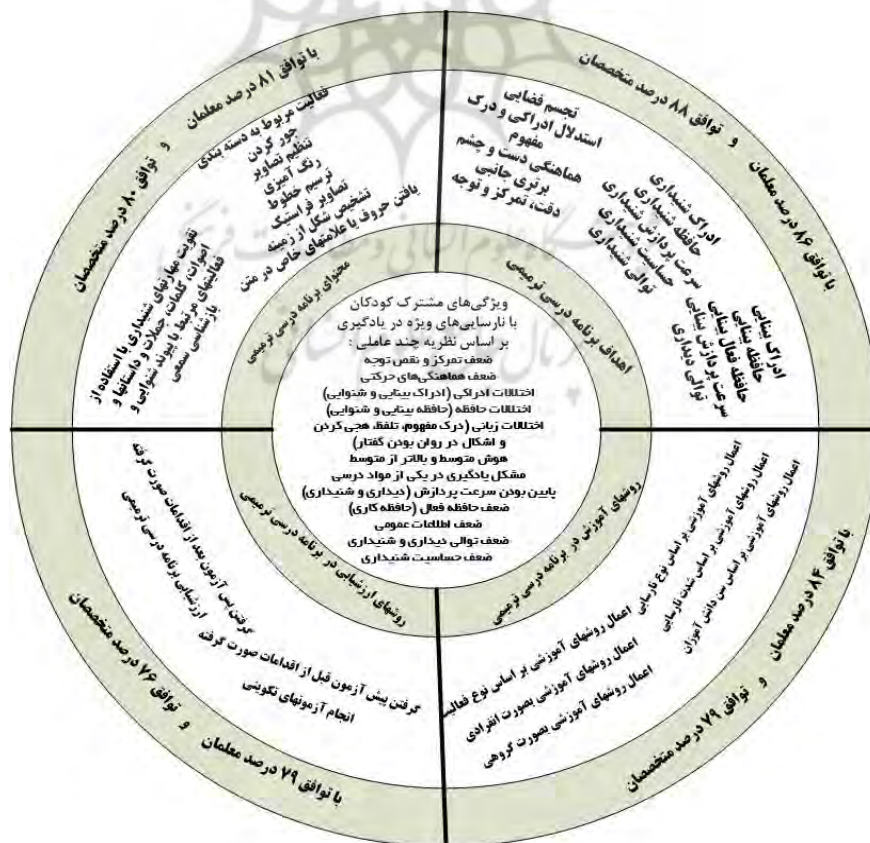 با توافق ۸۶ درصد معلمان و توافق ۸۸ درصد متخصصان
تجسم فضایی
استدلال ادراکی و درک
مفهوم
هماهنگی دست و چشم
برتری جانبی
دقت، تمرکز و توجه
ادراک شنیداری
حافظه شنیداری
سرعت پردازش شنیداری
حساسیت شنیداری
توالی شنیداری
ادراک بینایی
حافظه بینایی
حافظه فعال بینایی
سرعت پردازش بینایی
توالی دیداری
اهداف برنامه درسی ترمیمی
با توافق ۸۱ درصد معلمان و توافق ۸۰ درصد متخصصان
فعالیت مربوط به دسته بندی
جور کردن
تنظیم تصاویر
رنگ آمیزی
ترسیم خطوط
تصاویر فراستیک
تشخیص شکل از زمینه
یافتن حروف با علامتهای خاص در متن
تقویت مهارتهای شنیداری با استفاده از
اصوات، کلمات، جملات و داستانها و
فعالیتهای مرتبط با پیوند شنوایی و
بازشناسی سمعی
محتوای برنامه درسی ترمیمی
ویژگی‌های مشترک کودکان
با نارسایی‌های ویژه در یادگیری
بر اساس نظریه چند عاملی :
ضعف تمرکز و نقص توجه
ضعف هماهنگی‌های حرکتی
اختلالات ادراکی (ادراک بینایی و شنوایی)
اختلالات حافظه (حافظه بینایی و شنوایی)
اختلالات زبانی (درک مفهوم، تلفظ، هجی کردن
و اشکال در روان بودن گفتار)
هوش متوسط و بالاتر از متوسط
مشکل یادگیری در یکی از مواد درسی
پایین بودن سرعت پردازش (دیداری و شنیداری)
ضعف حافظه فعال (حافظه کاری)
ضعف اطلاعات عمومی
ضعف توالی دیداری و شنیداری
ضعف حساسیت شنیداری
روشهای آموزش در برنامه درسی ترمیمی
اعمال روشهای آموزشی بر اساس نوع نارسایی
اعمال روشهای آموزشی بر اساس شدت نارسایی
اعمال روشهای آموزشی بر اساس سن دانش آموزان
اعمال روشهای آموزشی بر اساس نوع فعالیت
اعمال روشهای آموزشی بصورت انفرادی
اعمال روشهای آموزشی بصورت گروهی
با توافق ۸۴ درصد معلمان و توافق ۷۹ درصد متخصصان
روشهای ارزشیابی در برنامه درسی ترمیمی
گرفتن پس آزمون بعد از اقدامات صورت گرفته
ارزشیابی برنامه درسی ترمیمی
گرفتن پیش آزمون قبل از اقدامات صورت گرفته
انجام آزمونهای تکوینی
با توافق ۷۹ درصد معلمان و توافق ۷۶ درصد متخصصان